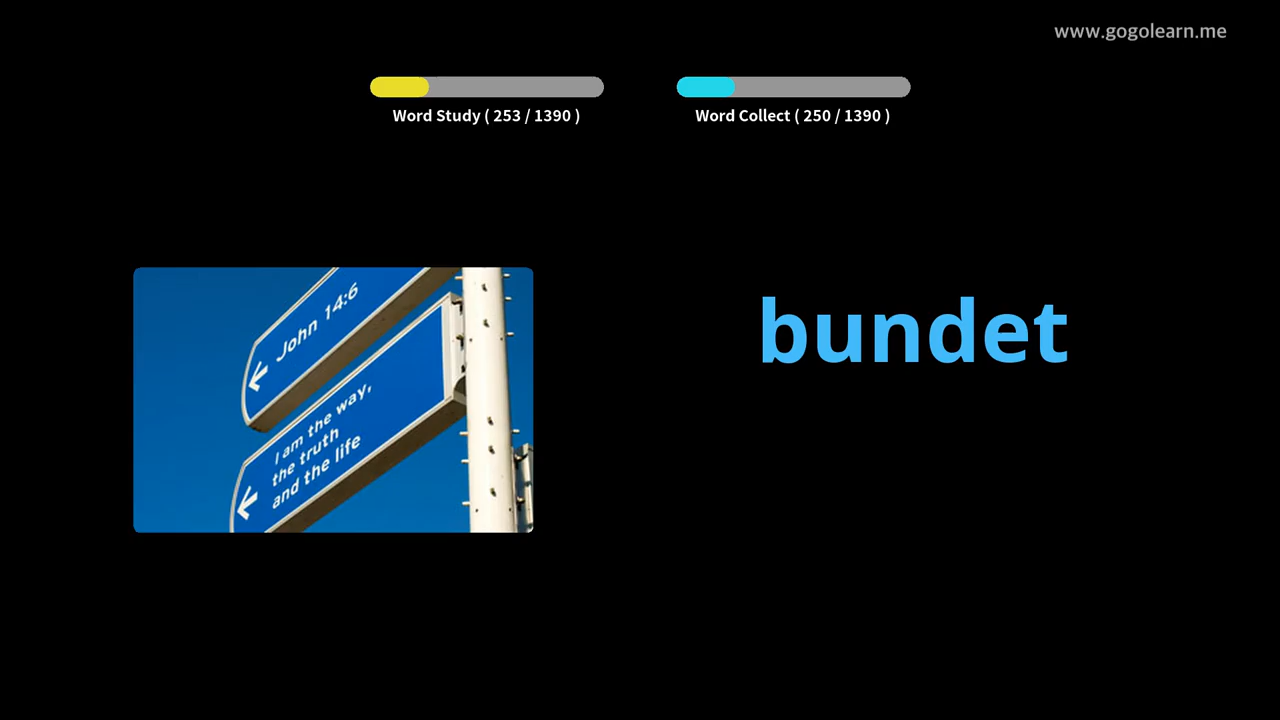 www.gogolearn.me
Word Study ( 253 / 1390 )
Word Collect ( 250 / 1390 )
John 14:6
I am the way,
the truth
and the life
bundet